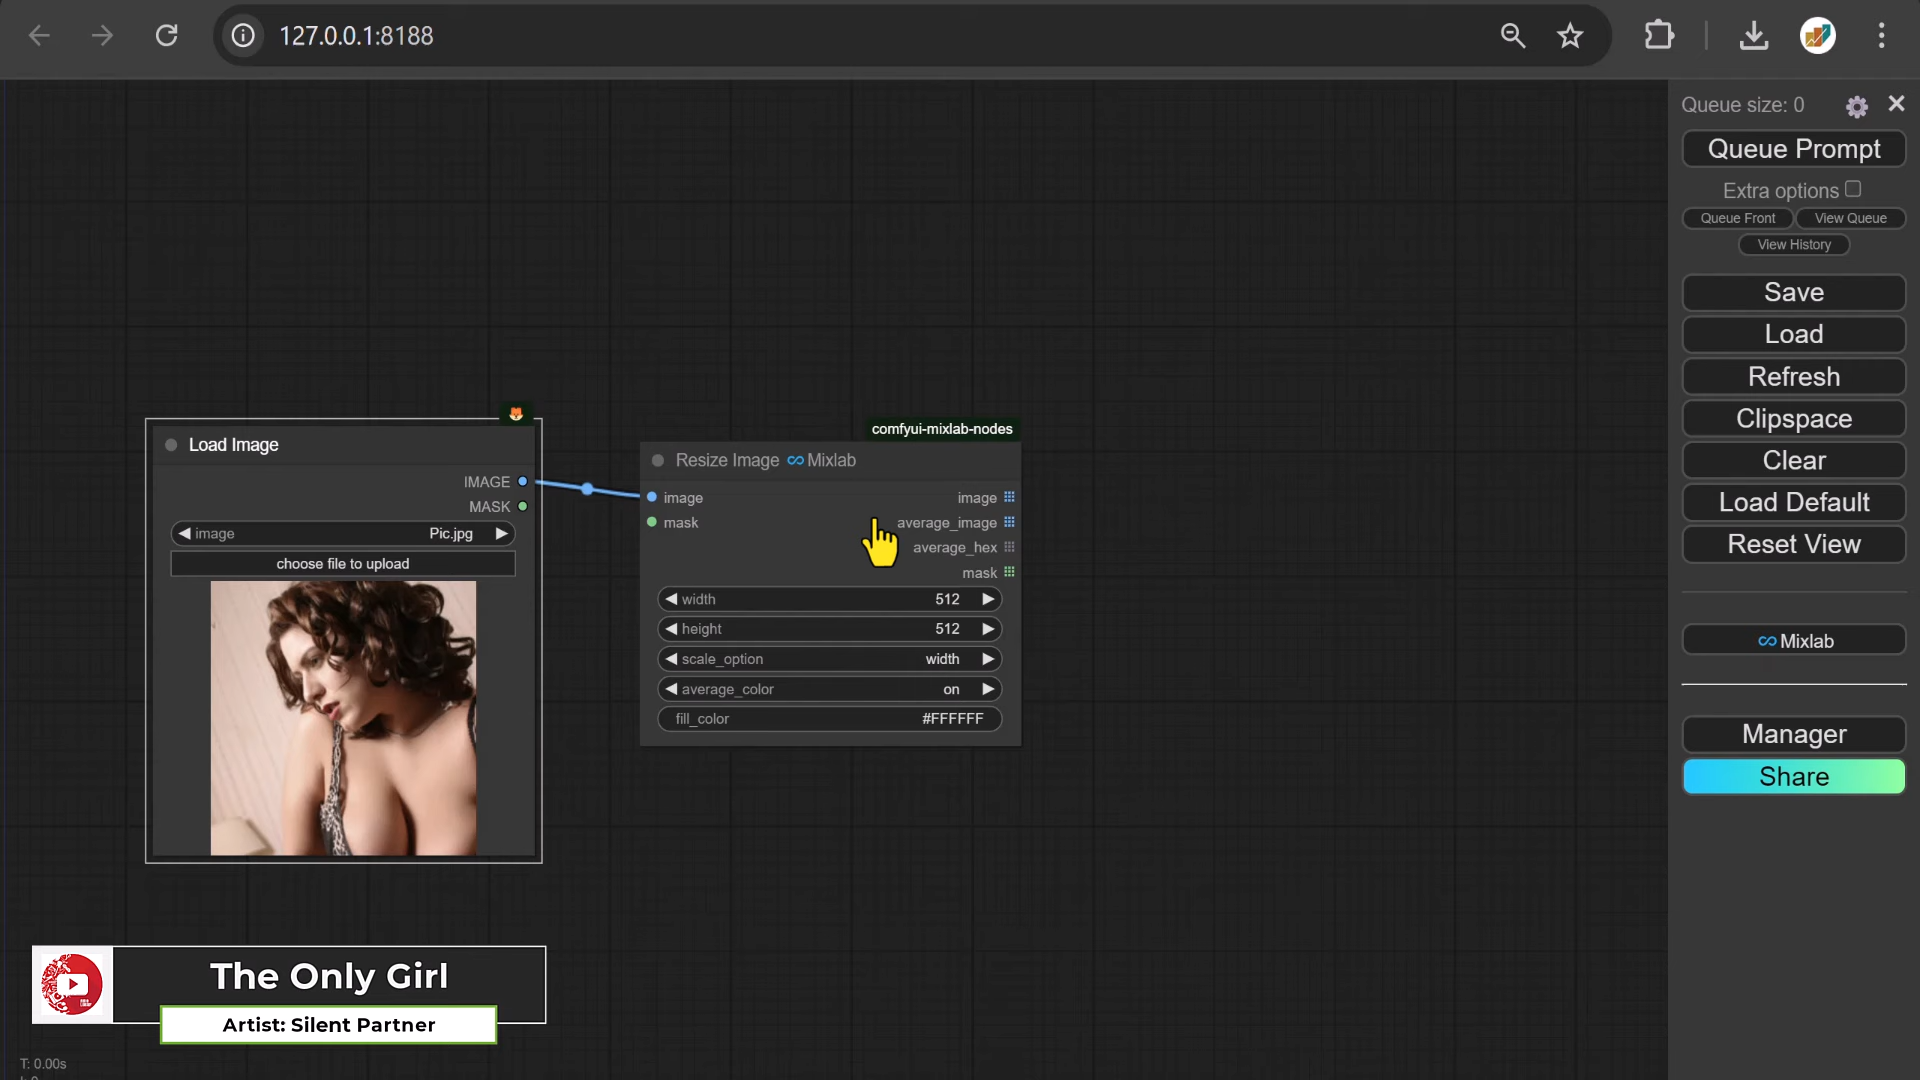 127.0.0.1:8188
Queue size: 0
Queue Prompt
Extra options
Queue Front
View Queue
View History
Save
Load
Refresh
Clipspace
Clear
Load Default
Reset View
Mixlab
Manager
Share
Load Image
IMAGE
MASK
image Pic.jpg
choose file to upload
comfyui-mixlab-nodes
Resize Image Mixlab
image image
mask average_image
average_hex
mask
width 512
height 512
scale_option width
average_color on
fill_color #FFFFFF
The Only Girl
Artist: Silent Partner
T: 0.00s